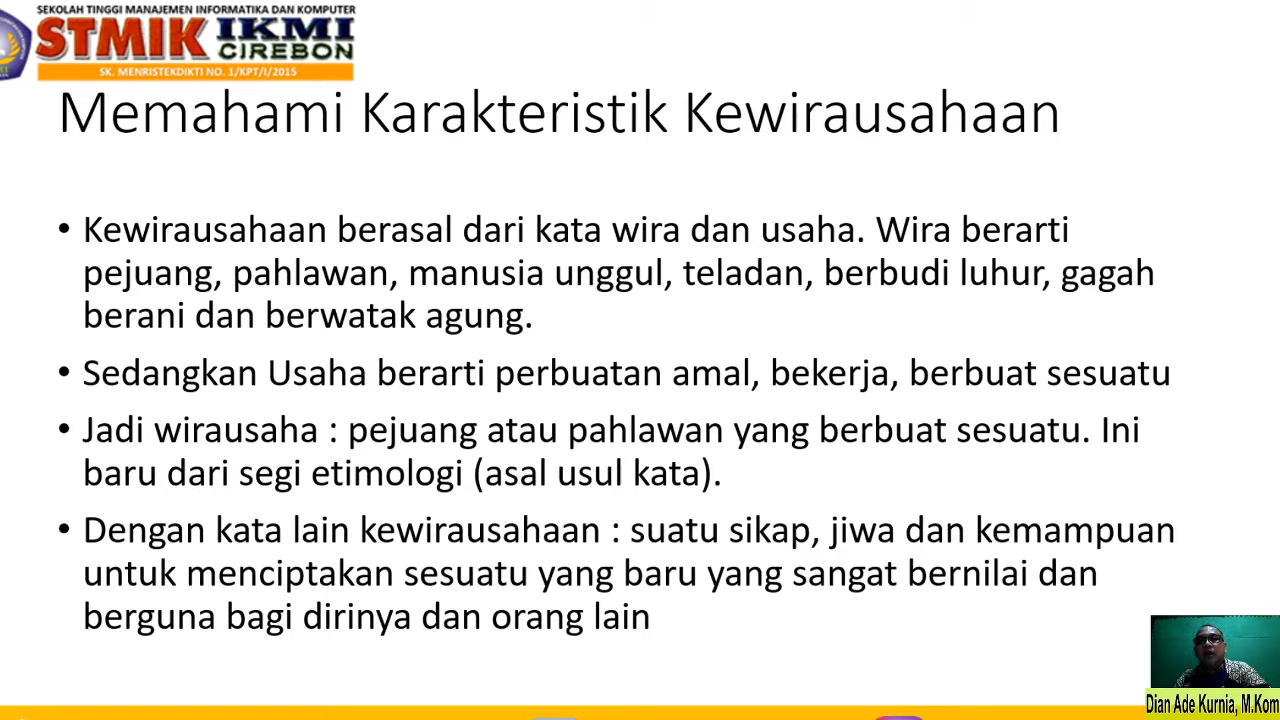 SEKOLAH TINGGI MANAJEMEN INFORMATIKA DAN KOMPUTER
STMIK IKMI
CIREBON
SK. MENRISTEKDIKTI NO. 1/KPT/I/2015
Memahami Karakteristik Kewirausahaan
• Kewirausahaan berasal dari kata wira dan usaha. Wira berarti
pejuang, pahlawan, manusia unggul, teladan, berbudi luhur, gagah
berani dan berwatak agung.
• Sedangkan Usaha berarti perbuatan amal, bekerja, berbuat sesuatu
• Jadi wirausaha : pejuang atau pahlawan yang berbuat sesuatu. Ini
baru dari segi etimologi (asal usul kata).
• Dengan kata lain kewirausahaan : suatu sikap, jiwa dan kemampuan
untuk menciptakan sesuatu yang baru yang sangat bernilai dan
berguna bagi dirinya dan orang lain
Dian Ade Kurnia, M.Kom